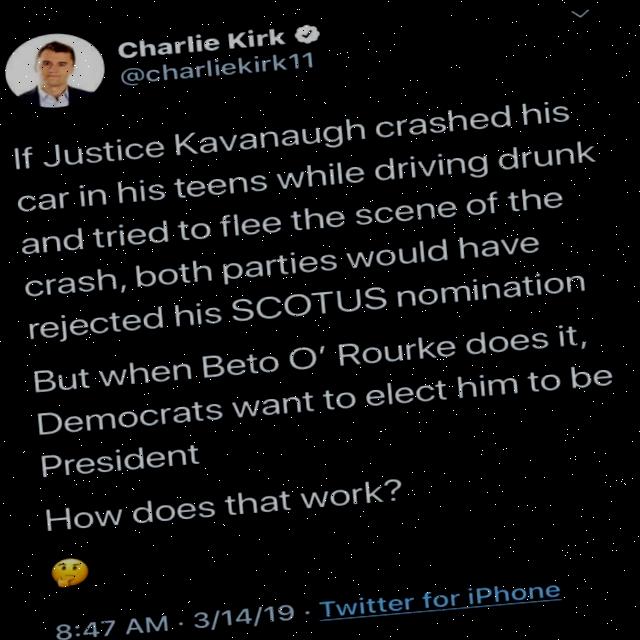 Charlie Kirk
@charliekirk11
If Justice Kavanaugh crashed his
car in his teens while driving drunk
and tried to flee the scene of the
crash, both parties would have
rejected his SCOTUS nomination
But when Beto O' Rourke does it,
Democrats want to elect him to be
President
How does that work?
🤔
8:47 AM · 3/14/19 · Twitter for iPhone